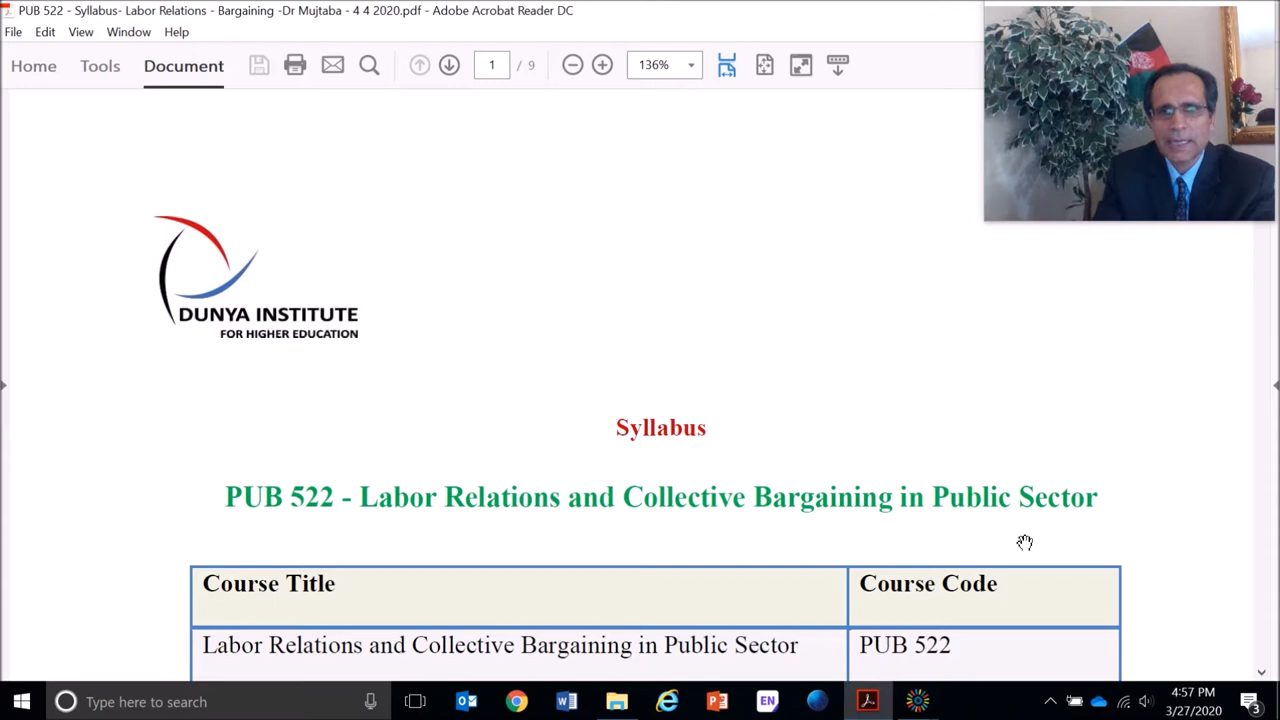 PUB 522 - Syllabus- Labor Relations - Bargaining -Dr Mujtaba - 4 4 2020.pdf - Adobe Acrobat Reader DC
File Edit View Window Help
Home Tools Document 1 / 9 136%
DUNYA INSTITUTE
FOR HIGHER EDUCATION
Syllabus
PUB 522 - Labor Relations and Collective Bargaining in Public Sector
Course Title Course Code
Labor Relations and Collective Bargaining in Public Sector PUB 522
Type here to search
EN
4:57 PM
3/27/2020
3